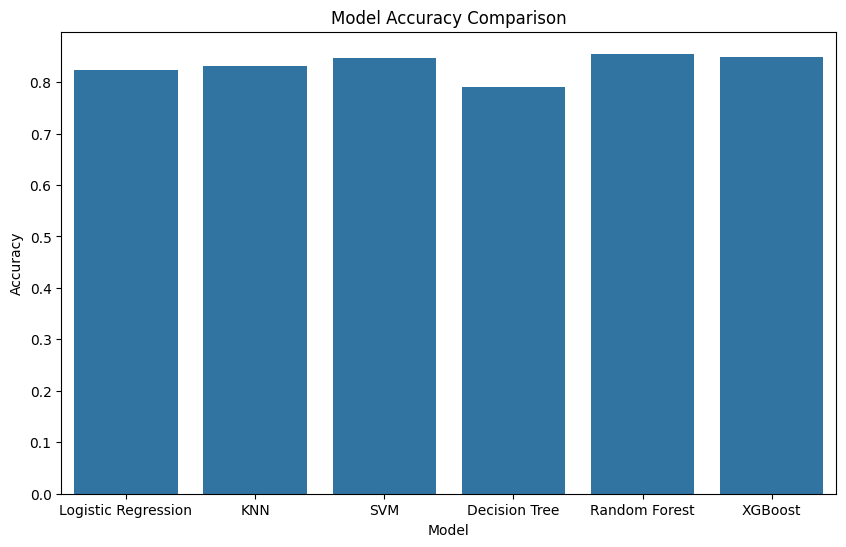 Model Accuracy Comparison
Accuracy
0.8
0.7
0.6
0.5
0.4
0.3
0.2
0.1
0.0
Logistic Regression KNN SVM Decision Tree Random Forest XGBoost
Model